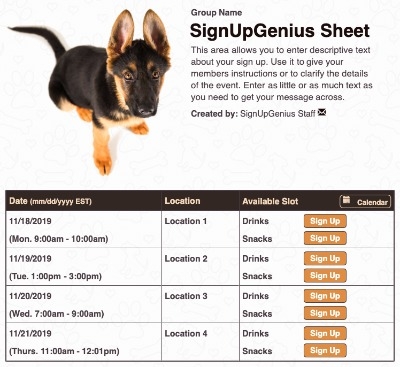 Group Name
SignUpGenius Sheet
This area allows you to enter descriptive text
about your sign up. Use it to give your
members instructions or to clarify the details
of the event. Enter as little or as much text as
you need to get your message across.
Created by: SignUpGenius Staff
Date (mm/dd/yyyy EST) Location Available Slot Calendar
11/18/2019 Location 1 Drinks Sign Up
(Mon. 9:00am - 10:00am) Snacks Sign Up
11/19/2019 Location 2 Drinks Sign Up
(Tue. 1:00pm - 3:00pm) Snacks Sign Up
11/20/2019 Location 3 Drinks Sign Up
(Wed. 7:00am - 9:00am) Snacks Sign Up
11/21/2019 Location 4 Drinks Sign Up
(Thurs. 11:00am - 12:01pm) Snacks Sign Up